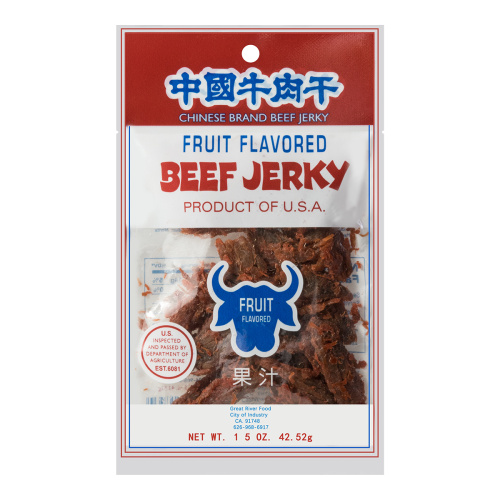 中國牛肉干
CHINESE BRAND BEEF JERKY
FRUIT FLAVORED
BEEF JERKY
PRODUCT OF U.S.A.
FRUIT
FLAVORED
U.S.
INSPECTED
AND PASSED BY
DEPARTMENT OF
AGRICULTURE
EST.6081
果汁
Great River Food
City of Industry
CA. 91748
626-968-6917
NET WT. 1 5 OZ. 42.52g